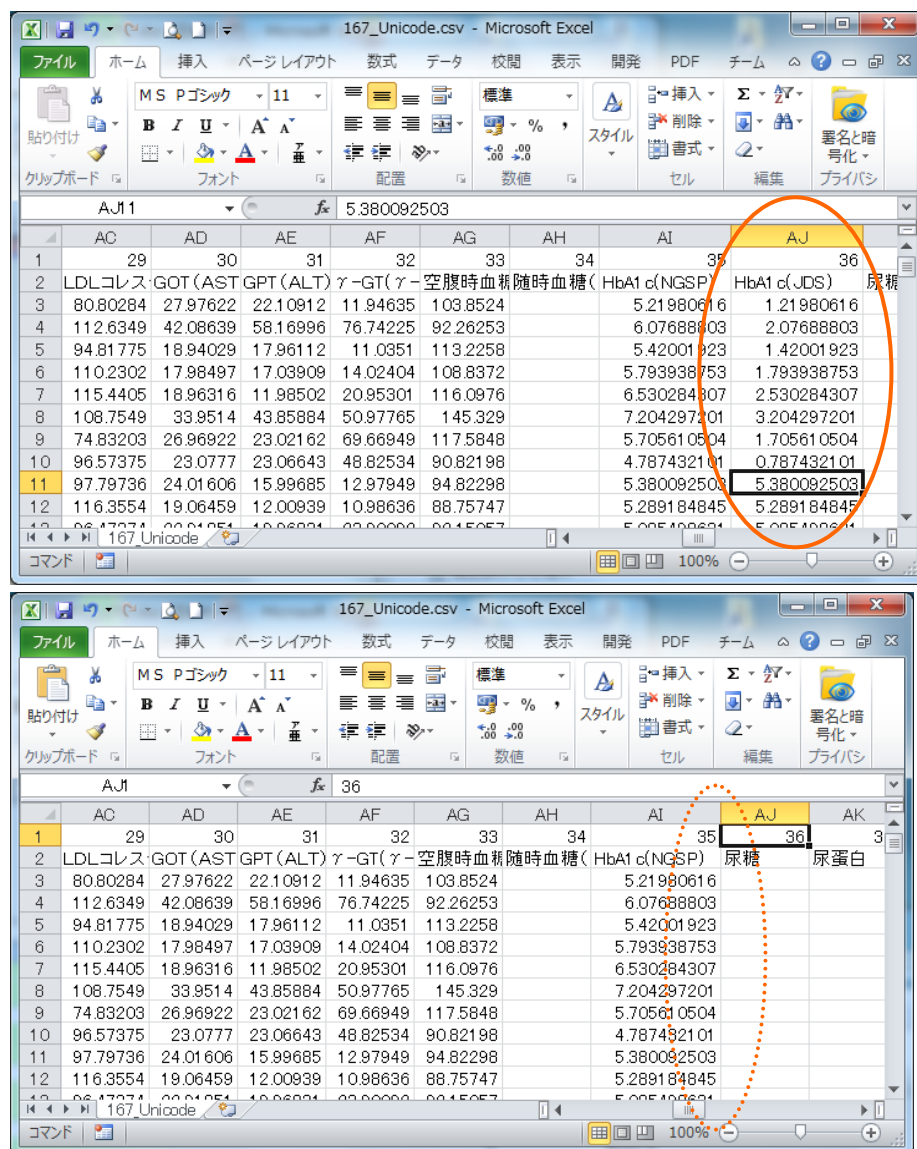 167_Unicode.csv - Microsoft Excel
ファイル ホーム 挿入 ページ レイアウト 数式 データ 校閲 表示 開発 PDF チーム
MS Pゴシック 11 標準 挿入 Σ
貼り付け B I U A A % , スタイル 削除 署名と暗号化
A 書式
クリップボード フォント 配置 数値 セル 編集 プライバシ
AJ11 fx 5.380092503
AC AD AE AF AG AH AI AJ
1 29 30 31 32 33 34 35 36
2 LDLコレス GOT(AST GPT(ALT) γ-GT(γ- 空腹時血糖 随時血糖( HbA1c(NGSP) HbA1c(JDS) 尿糖
3 80.80284 27.97622 22.10912 11.94635 103.8524 5.21980616 1.21980616
4 112.6349 42.08639 58.16996 76.74225 92.26253 6.07688803 2.07688803
5 94.81775 18.94029 17.96112 11.0351 113.2258 5.42001923 1.42001923
6 110.2302 17.98497 17.03909 14.02404 108.8372 5.793938753 1.793938753
7 115.4405 18.96316 11.98502 20.95301 116.0976 6.530284307 2.530284307
8 108.7549 33.9514 43.85884 50.97765 145.329 7.204297201 3.204297201
9 74.83203 26.96922 23.02162 69.66949 117.5848 5.705610504 1.705610504
10 96.57375 23.0777 23.06643 48.82534 90.82198 4.787432101 0.787432101
11 97.79736 24.01606 15.99685 12.97949 94.82298 5.380092503 5.380092503
12 116.3554 19.06459 12.00939 10.98636 88.75747 5.289184845 5.289184845
167_Unicode
コマンド 100%
167_Unicode.csv - Microsoft Excel
ファイル ホーム 挿入 ページ レイアウト 数式 データ 校閲 表示 開発 PDF チーム
MS Pゴシック 11 標準 挿入 Σ
貼り付け B I U A A % , スタイル 削除 署名と暗号化
A 書式
クリップボード フォント 配置 数値 セル 編集 プライバシ
AJ1 fx 36
AC AD AE AF AG AH AI AJ AK
1 29 30 31 32 33 34 35 36 3
2 LDLコレス GOT(AST GPT(ALT) γ-GT(γ- 空腹時血糖 随時血糖( HbA1c(NGSP) 尿糖 尿蛋白
3 80.80284 27.97622 22.10912 11.94635 103.8524 5.21980616
4 112.6349 42.08639 58.16996 76.74225 92.26253 6.07688803
5 94.81775 18.94029 17.96112 11.0351 113.2258 5.42001923
6 110.2302 17.98497 17.03909 14.02404 108.8372 5.793938753
7 115.4405 18.96316 11.98502 20.95301 116.0976 6.530284307
8 108.7549 33.9514 43.85884 50.97765 145.329 7.204297201
9 74.83203 26.96922 23.02162 69.66949 117.5848 5.705610504
10 96.57375 23.0777 23.06643 48.82534 90.82198 4.787432101
11 97.79736 24.01606 15.99685 12.97949 94.82298 5.380092503
12 116.3554 19.06459 12.00939 10.98636 88.75747 5.289184845
167_Unicode
コマンド 100%